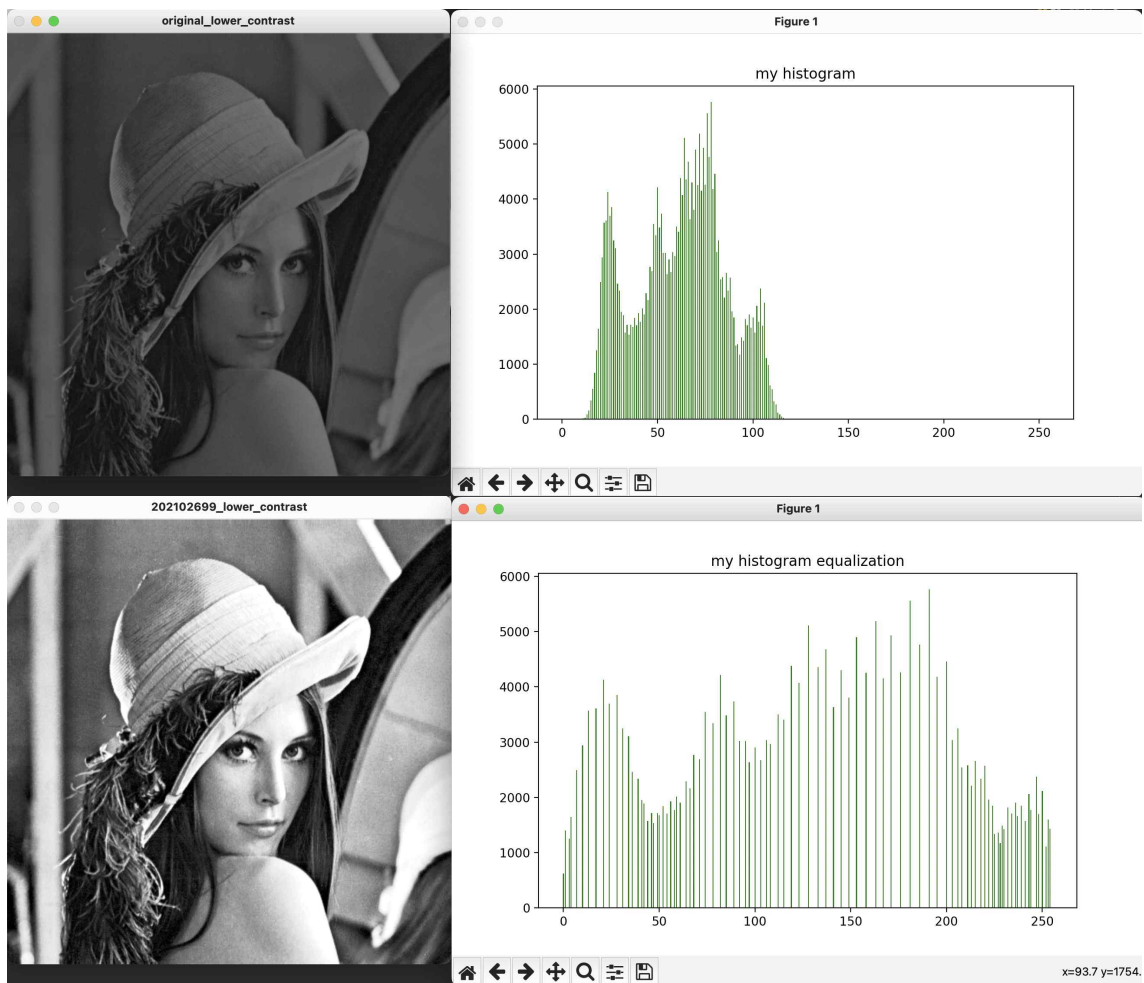 original_lower_contrast
Figure 1
my histogram
6000
5000
4000
3000
2000
1000
0
0 50 100 150 200 250
202102699_lower_contrast
Figure 1
my histogram equalization
6000
5000
4000
3000
2000
1000
0
0 50 100 150 200 250
x=93.7 y=1754.